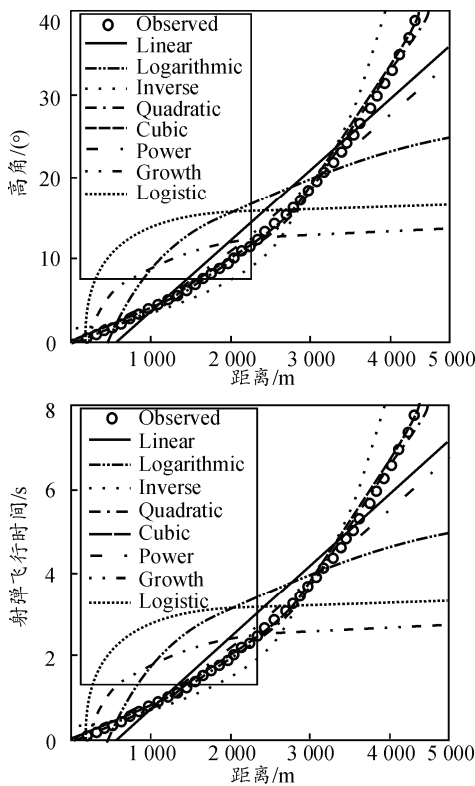 40
30
20
10
0
高角/(°)
Observed
Linear
Logarithmic
Inverse
Quadratic
Cubic
Power
Growth
Logistic
1 000 2 000 3 000 4 000 5 000
距离/m
8
6
4
2
0
射弹飞行时间/s
Observed
Linear
Logarithmic
Inverse
Quadratic
Cubic
Power
Growth
Logistic
1 000 2 000 3 000 4 000 5 000
距离/m